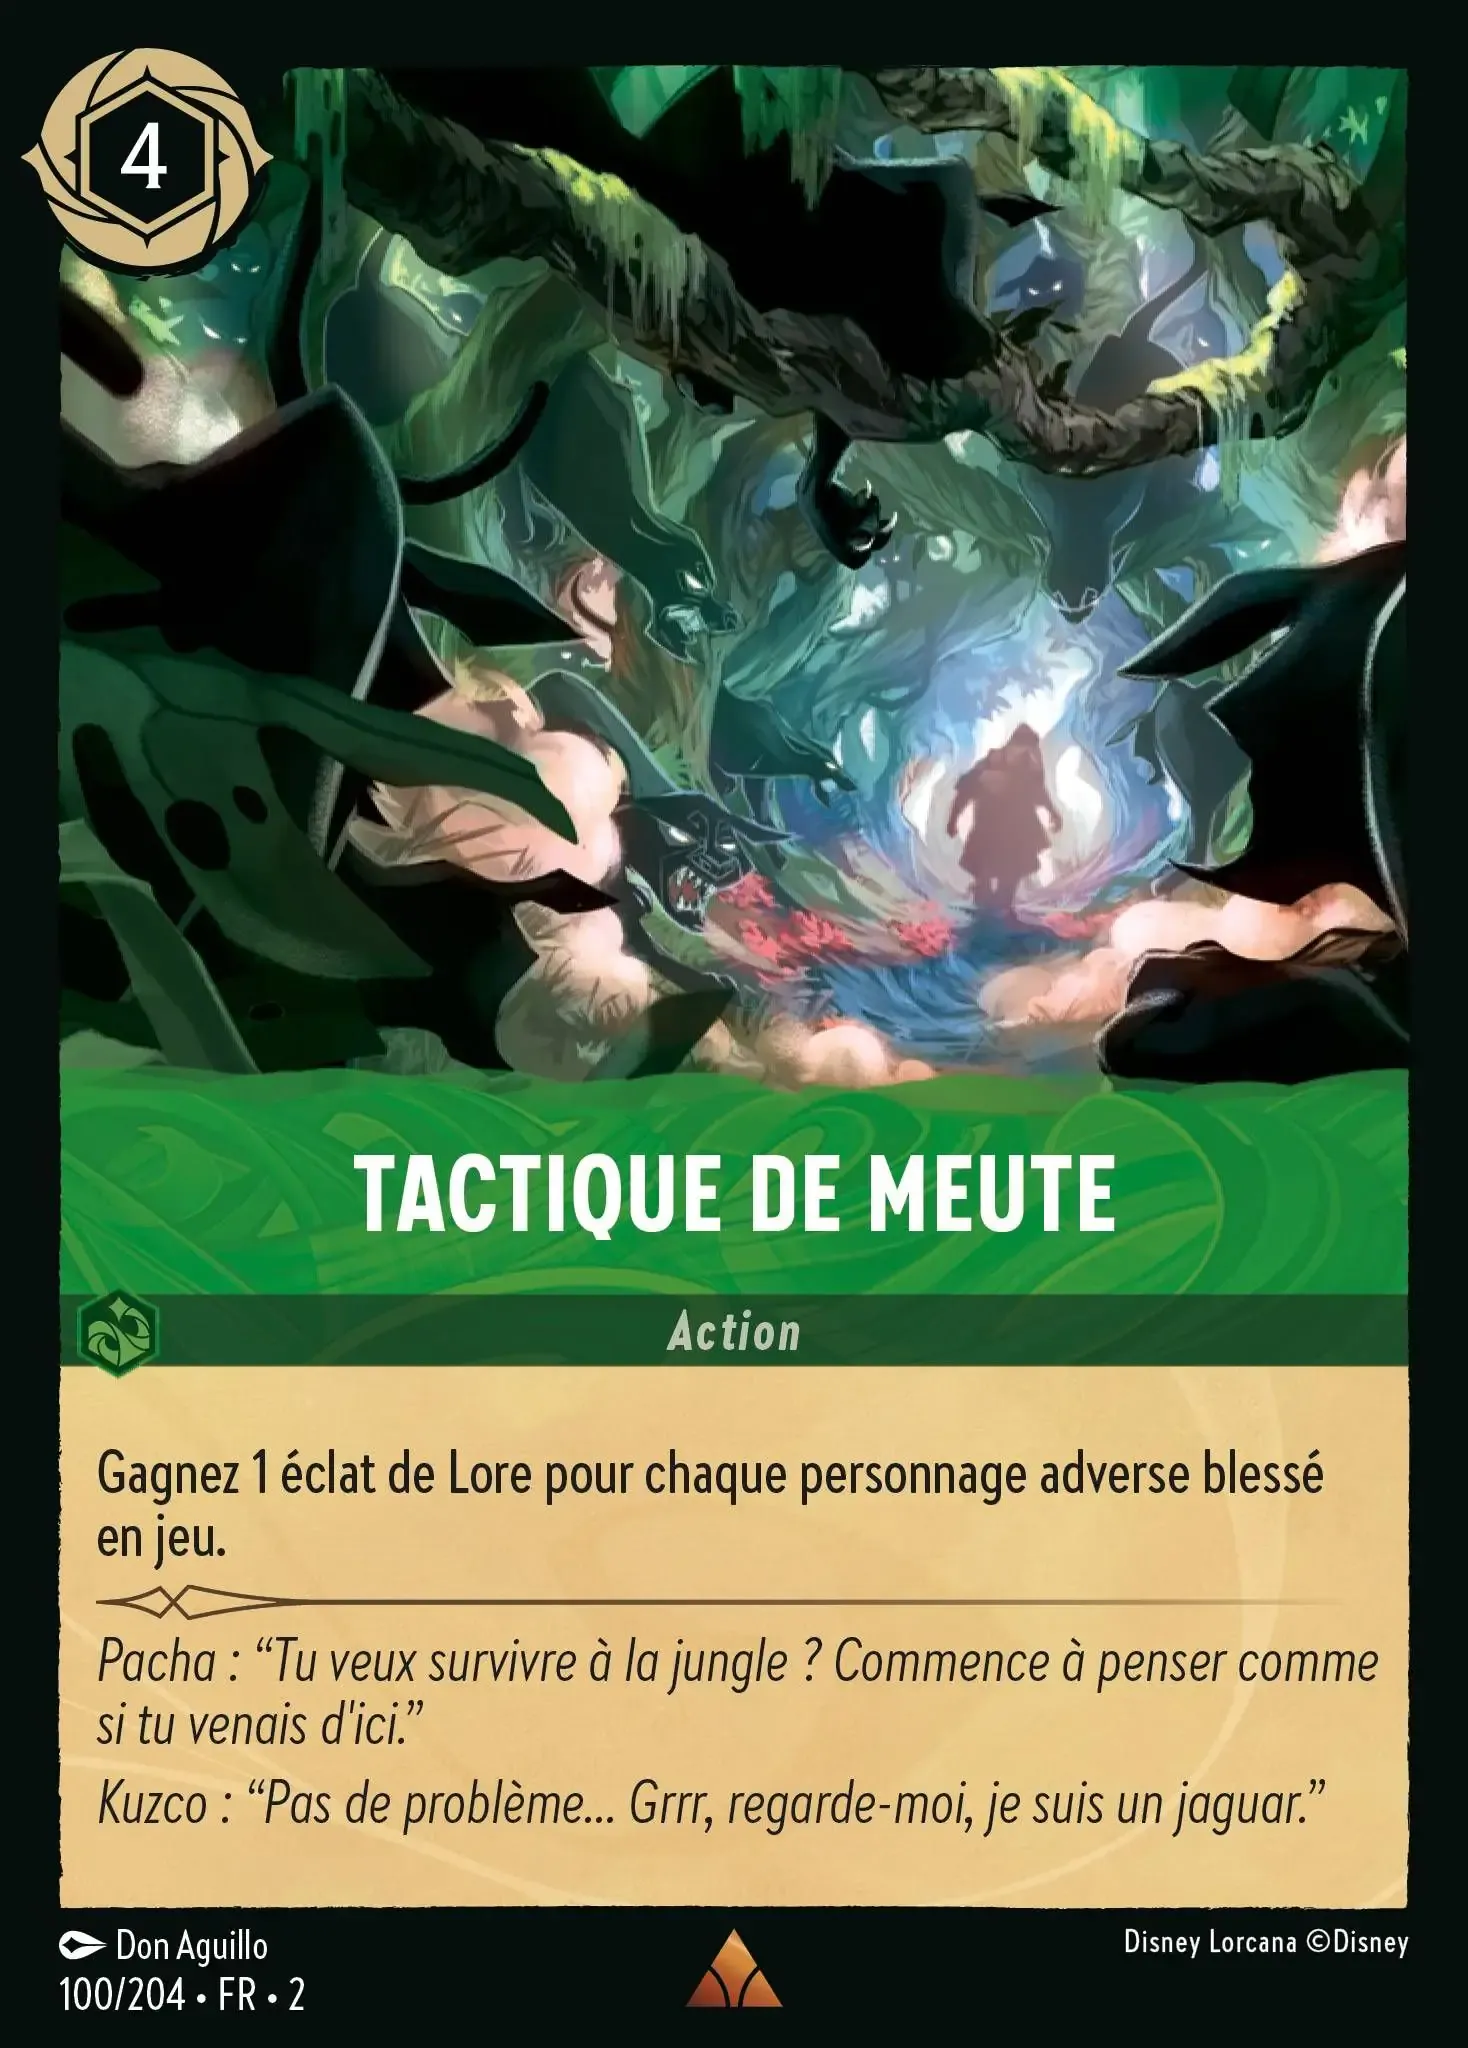 4
TACTIQUE DE MEUTE
Action
Gagnez 1 éclat de Lore pour chaque personnage adverse blessé
en jeu.
Pacha : “Tu veux survivre à la jungle ? Commence à penser comme
si tu venais d'ici.”
Kuzco : “Pas de problème... Grrr, regarde-moi, je suis un jaguar.”
Don Aguillo
Disney Lorcana ©Disney
100/204 • FR • 2